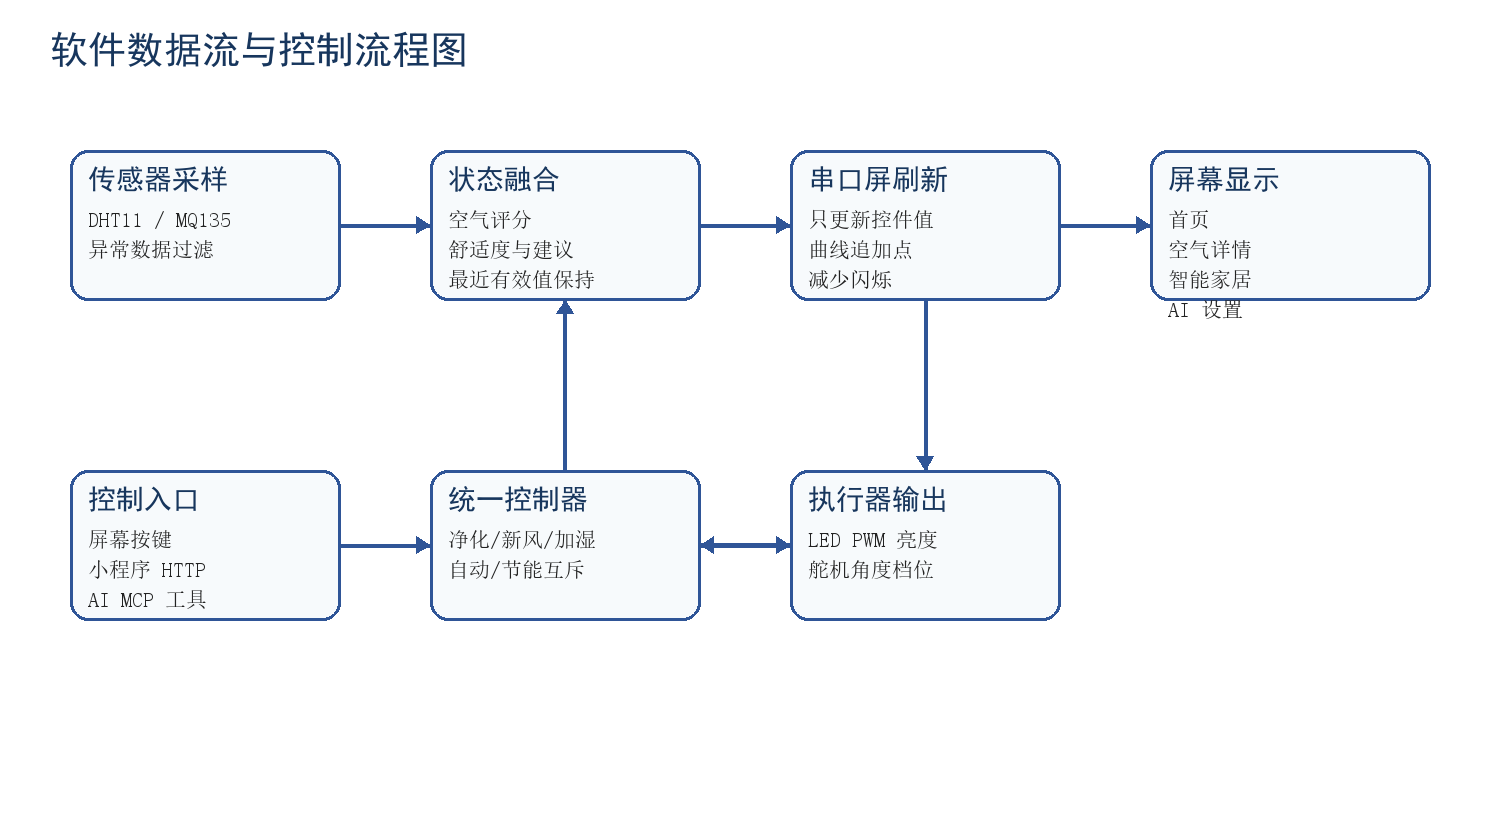 软件数据流与控制流程图
传感器采样
DHT11 / MQ135
异常数据过滤
状态融合
空气评分
舒适度与建议
最近有效值保持
串口屏刷新
只更新控件值
曲线追加点
减少闪烁
屏幕显示
首页
空气详情
智能家居
AI 设置
控制入口
屏幕按键
小程序 HTTP
AI MCP 工具
统一控制器
净化/新风/加湿
自动/节能互斥
执行器输出
LED PWM 亮度
舵机角度档位